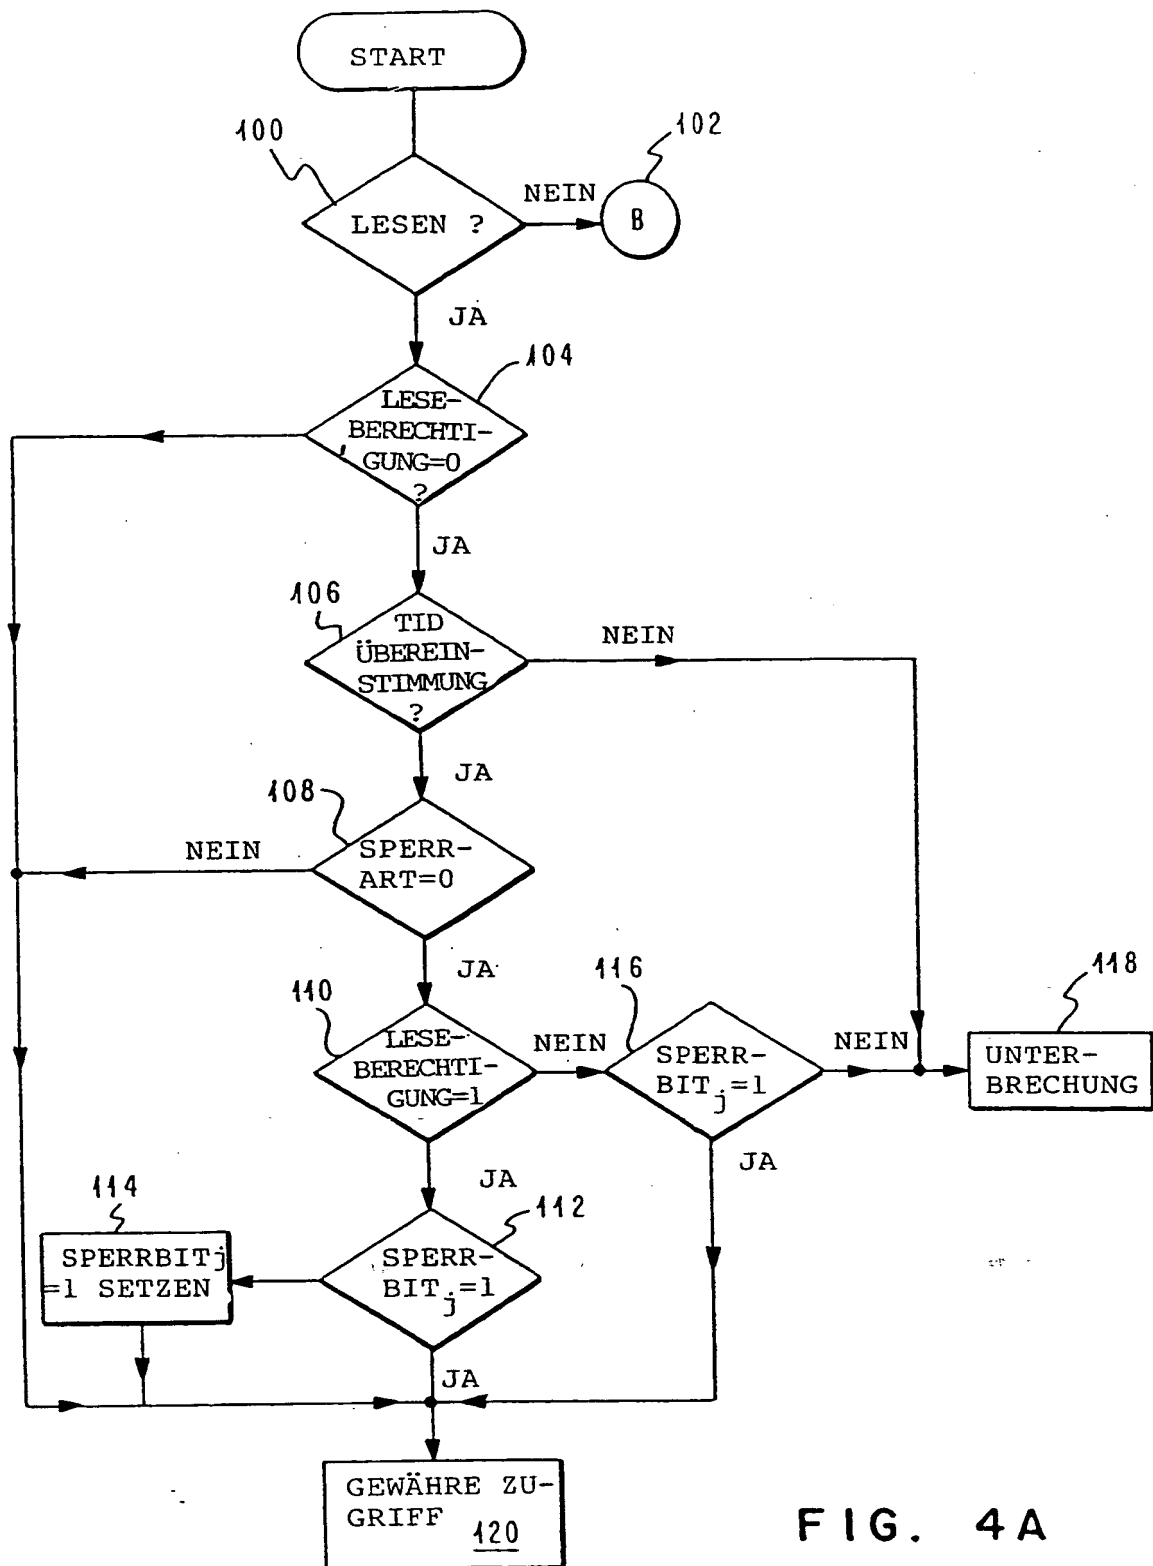 START
100
102
LESEN ?
NEIN
B
JA
104
LESE-
BERECHTI-
GUNG=0
?
JA
106
TID
ÜBEREIN-
STIMMUNG
?
NEIN
JA
108
NEIN
SPERR-
ART=0
JA
110
116
118
LESE-
BERECHTI-
GUNG=1
NEIN
SPERR-
BITj=1
NEIN
UNTER-
BRECHUNG
JA
JA
114
112
SPERRBITj
=1 SETZEN
SPERR-
BITj=1
JA
GEWÄHRE ZU-
GRIFF
120
FIG. 4A